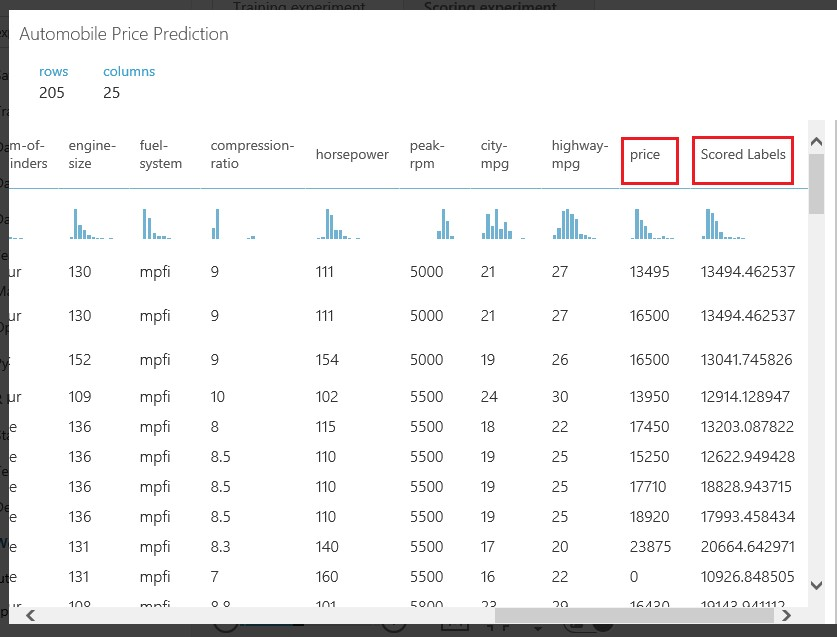 Training experiment Scoring experiment
Automobile Price Prediction
rows columns
205 25
m-of- engine- fuel- compression- horsepower peak- city- highway- price Scored Labels
inders size system ratio rpm mpg mpg
ur 130 mpfi 9 111 5000 21 27 13495 13494.462537
ur 130 mpfi 9 111 5000 21 27 16500 13494.462537
152 mpfi 9 154 5000 19 26 16500 13041.745826
ur 109 mpfi 10 102 5500 24 30 13950 12914.128947
e 136 mpfi 8 115 5500 18 22 17450 13203.087822
e 136 mpfi 8.5 110 5500 19 25 15250 12622.949428
e 136 mpfi 8.5 110 5500 19 25 17710 18828.943715
e 136 mpfi 8.5 110 5500 19 25 18920 17993.458434
e 131 mpfi 8.3 140 5500 17 20 23875 20664.642971
e 131 mpfi 7 160 5500 16 22 0 10926.848505
ur 108 mpfi 8.8 101 5800 23 29 16430 19143.941112